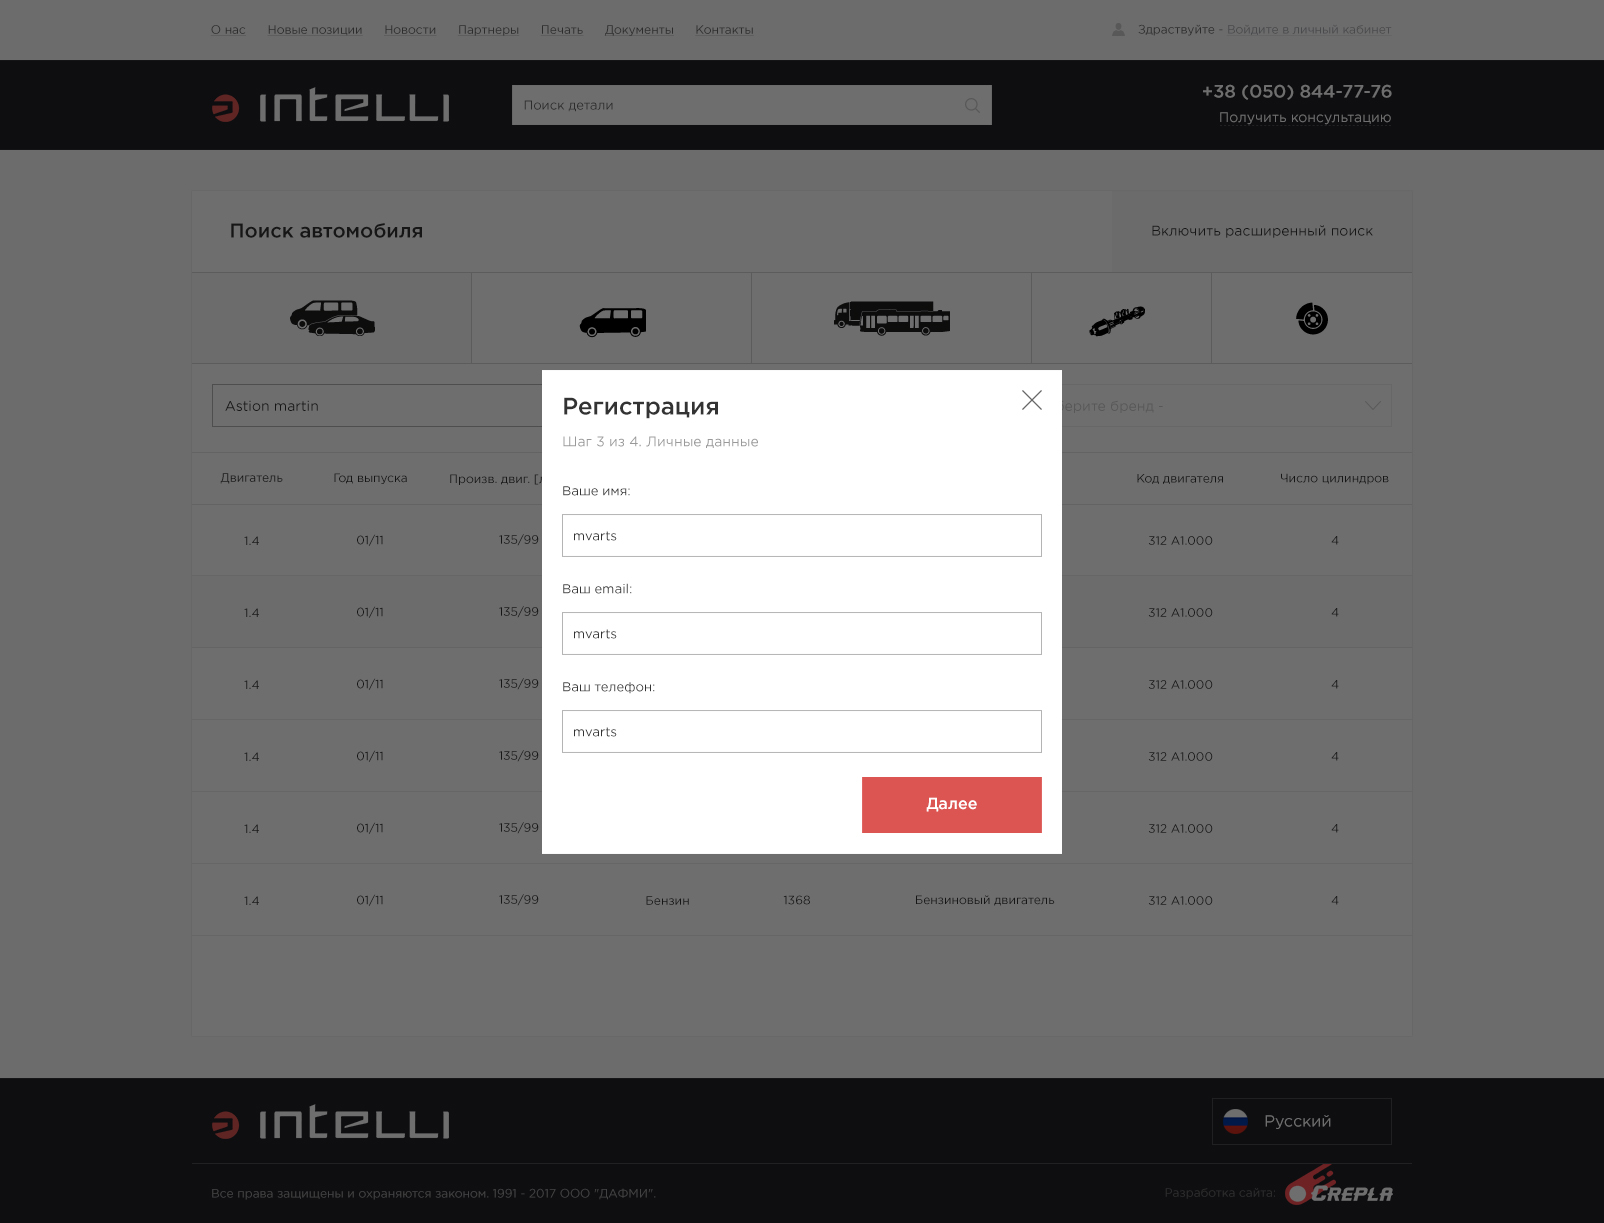 О нас Новые позиции Новости Партнеры Печать Документы Контакты
Здраствуйте - Войдите в личный кабинет
INTELLI
Поиск детали
+38 (050) 844-77-76
Получить консультацию
Поиск автомобиля
Включить расширенный поиск
Astion martin
бренд -
Двигатель Год выпуска Произв. двиг. Код двигателя Число цилиндров
1.4 01/11 135/99 312 A1.000 4
1.4 01/11 135/99 312 A1.000 4
1.4 01/11 135/99 312 A1.000 4
1.4 01/11 135/99 312 A1.000 4
1.4 01/11 135/99 312 A1.000 4
1.4 01/11 135/99 Бензин 1368 Бензиновый двигатель 312 A1.000 4
Регистрация
Шаг 3 из 4. Личные данные
Ваше имя:
mvarts
Ваш email:
mvarts
Ваш телефон:
mvarts
Далее
INTELLI
Русский
Все права защищены и охраняются законом. 1991 - 2017 ООО "ДАФМИ".
Разработка сайта: CREPLA